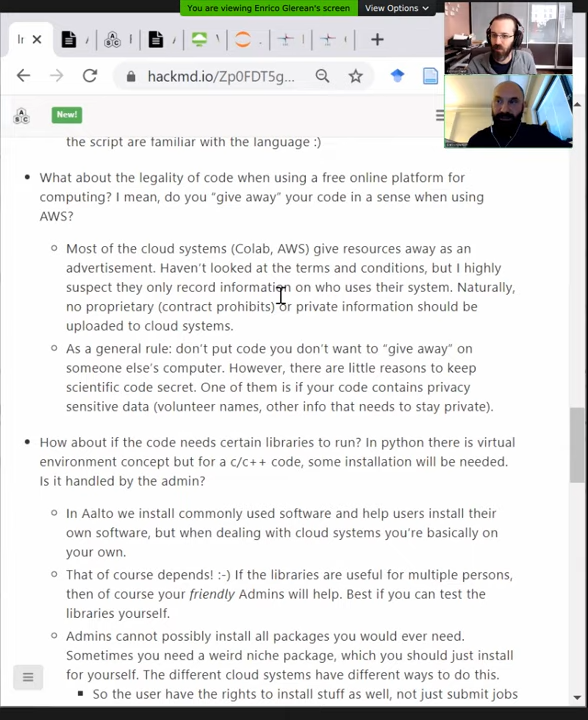 You are viewing Enrico Glerean's screen
View Options
hackmd.io/Zp0FDT5g...
New!
the script are familiar with the language :)
What about the legality of code when using a free online platform for
computing? I mean, do you "give away" your code in a sense when using
AWS?
Most of the cloud systems (Colab, AWS) give resources away as an
advertisement. Haven't looked at the terms and conditions, but I highly
suspect they only record information on who uses their system. Naturally,
no proprietary (contract prohibits) or private information should be
uploaded to cloud systems.
As a general rule: don't put code you don't want to "give away" on
someone else's computer. However, there are little reasons to keep
scientific code secret. One of them is if your code contains privacy
sensitive data (volunteer names, other info that needs to stay private).
How about if the code needs certain libraries to run? In python there is virtual
environment concept but for a c/c++ code, some installation will be needed.
Is it handled by the admin?
In Aalto we install commonly used software and help users install their
own software, but when dealing with cloud systems you're basically on
your own.
That of course depends! :-) If the libraries are useful for multiple persons,
then of course your friendly Admins will help. Best if you can test the
libraries yourself.
Admins cannot possibly install all packages you would ever need.
Sometimes you need a weird niche package, which you should just install
for yourself. The different cloud systems have different ways to do this.
So the user have the rights to install stuff as well, not just submit jobs